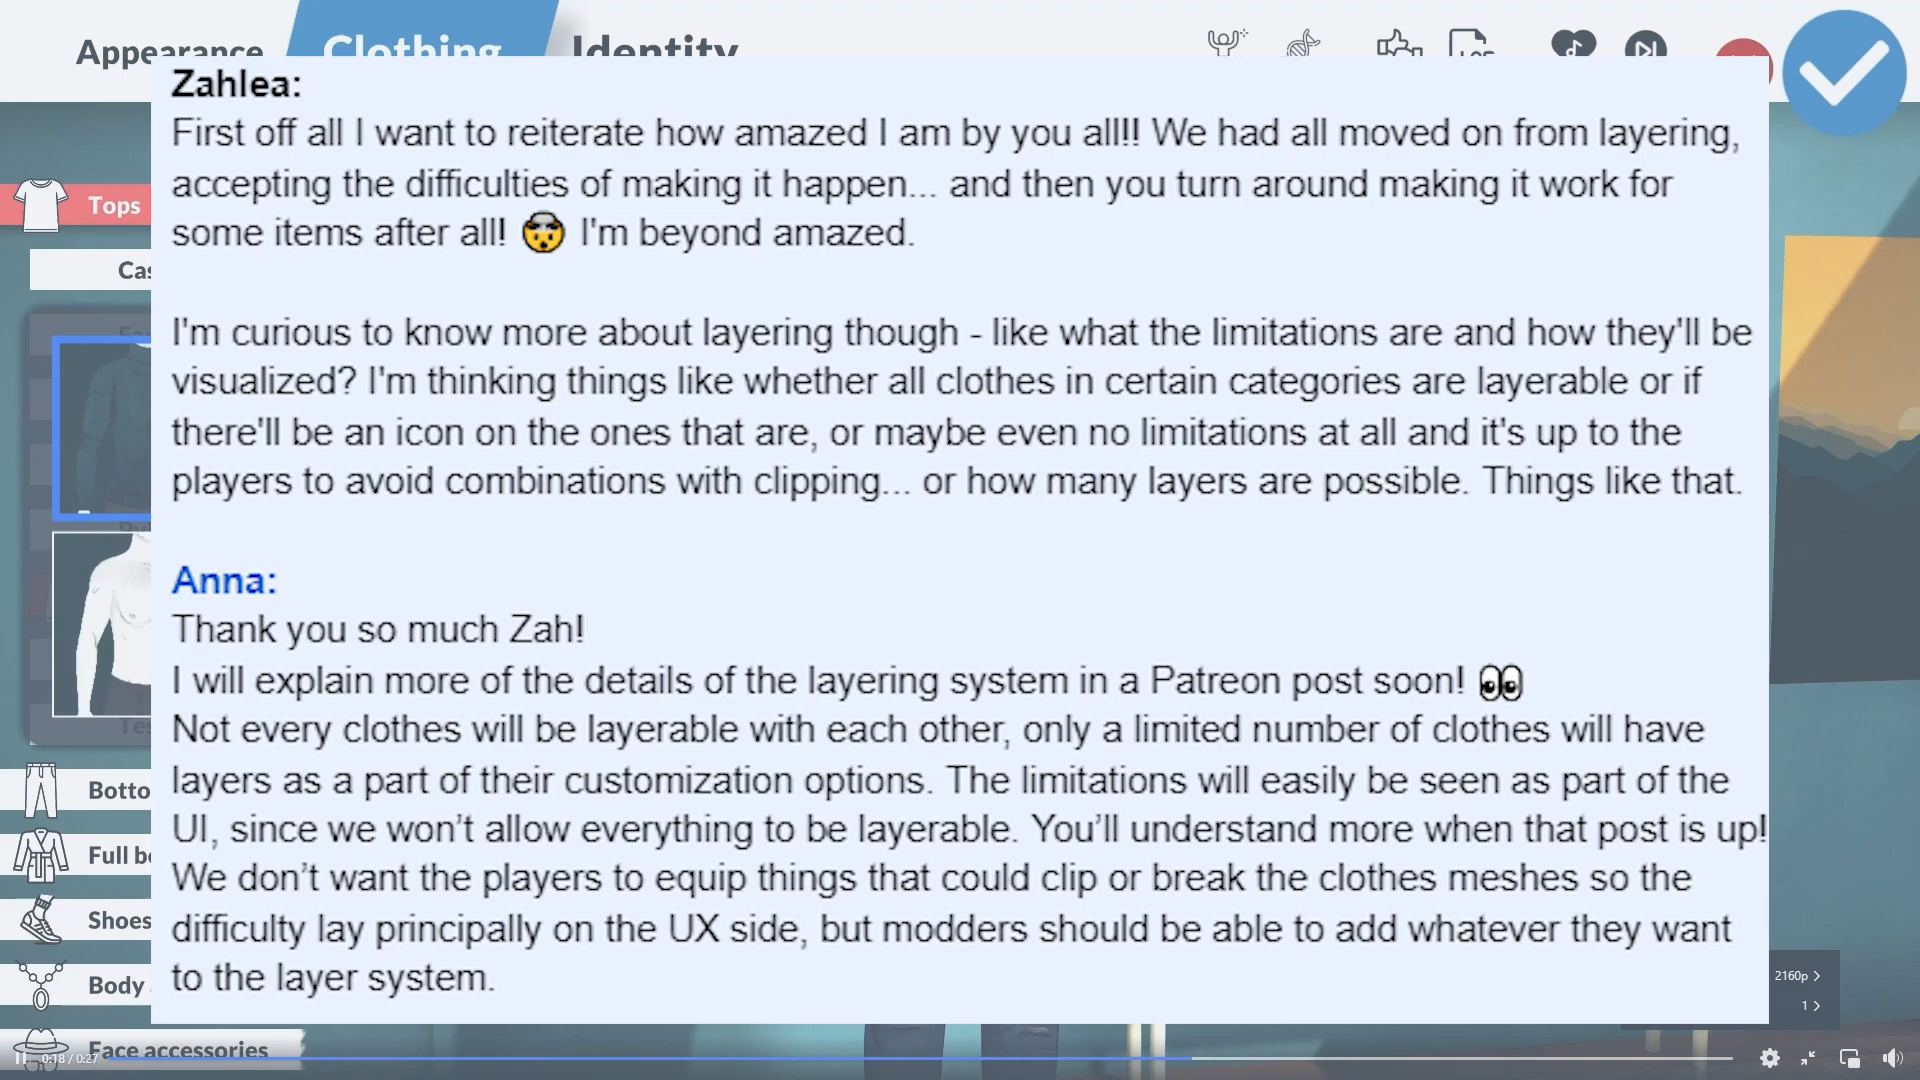 Appearance
Clothing
Identity
Zahlea:
First off all I want to reiterate how amazed I am by you all!! We had all moved on from layering,
accepting the difficulties of making it happen... and then you turn around making it work for
some items after all! 🤯 I'm beyond amazed.
I'm curious to know more about layering though - like what the limitations are and how they'll be
visualized? I'm thinking things like whether all clothes in certain categories are layerable or if
there'll be an icon on the ones that are, or maybe even no limitations at all and it's up to the
players to avoid combinations with clipping... or how many layers are possible. Things like that.
Anna:
Thank you so much Zah!
I will explain more of the details of the layering system in a Patreon post soon! 👀
Not every clothes will be layerable with each other, only a limited number of clothes will have
layers as a part of their customization options. The limitations will easily be seen as part of the
UI, since we won’t allow everything to be layerable. You’ll understand more when that post is up!
We don’t want the players to equip things that could clip or break the clothes meshes so the
difficulty lay principally on the UX side, but modders should be able to add whatever they want
to the layer system.
Tops
Cas
Botto
Full b
Shoes
Body
Face accessories
2160p >
1 >
0:18 / 0:27